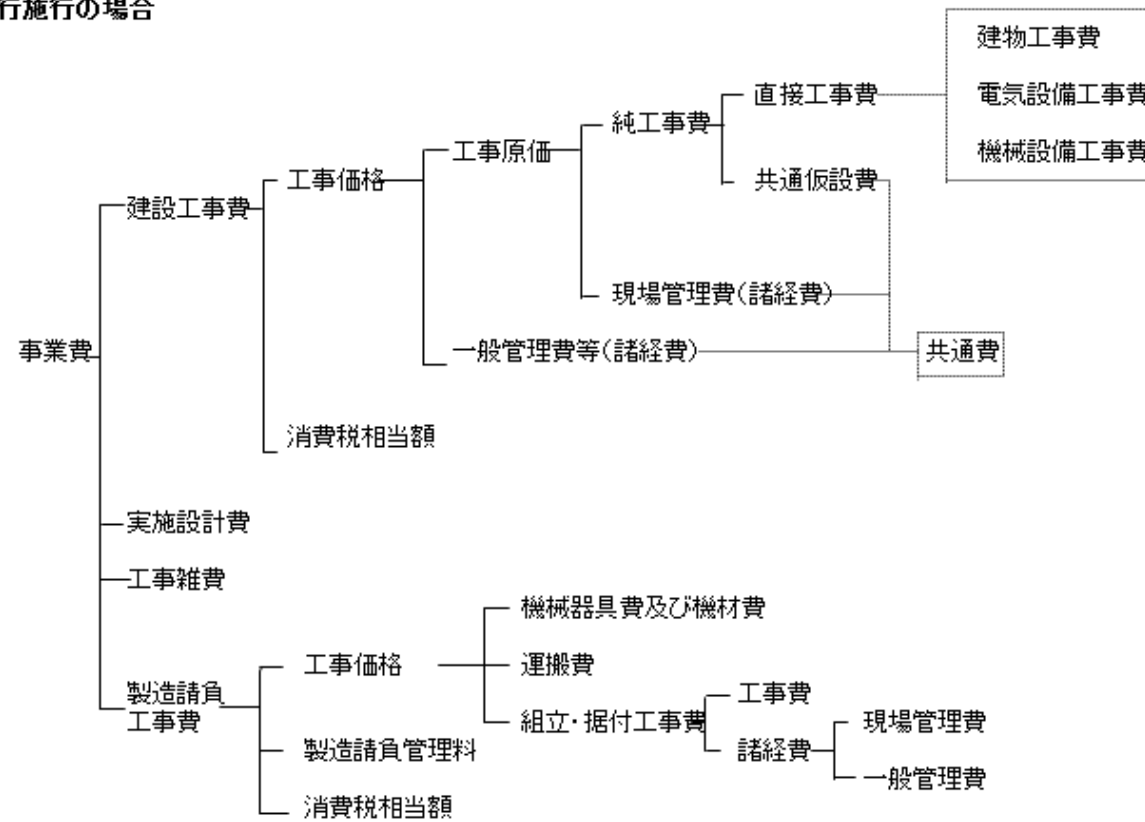 行施行の場合
建物工事費
電気設備工事費
機械設備工事費
直接工事費
純工事費
工事原価
共通仮設費
工事価格
建設工事費
現場管理費(諸経費)
事業費
一般管理費等(諸経費)
共通費
消費税相当額
実施設計費
工事雑費
機械器具費及び機材費
工事価格
運搬費
製造請負
工事費
組立・据付工事費
工事費
諸経費
現場管理費
一般管理費
製造請負管理料
消費税相当額